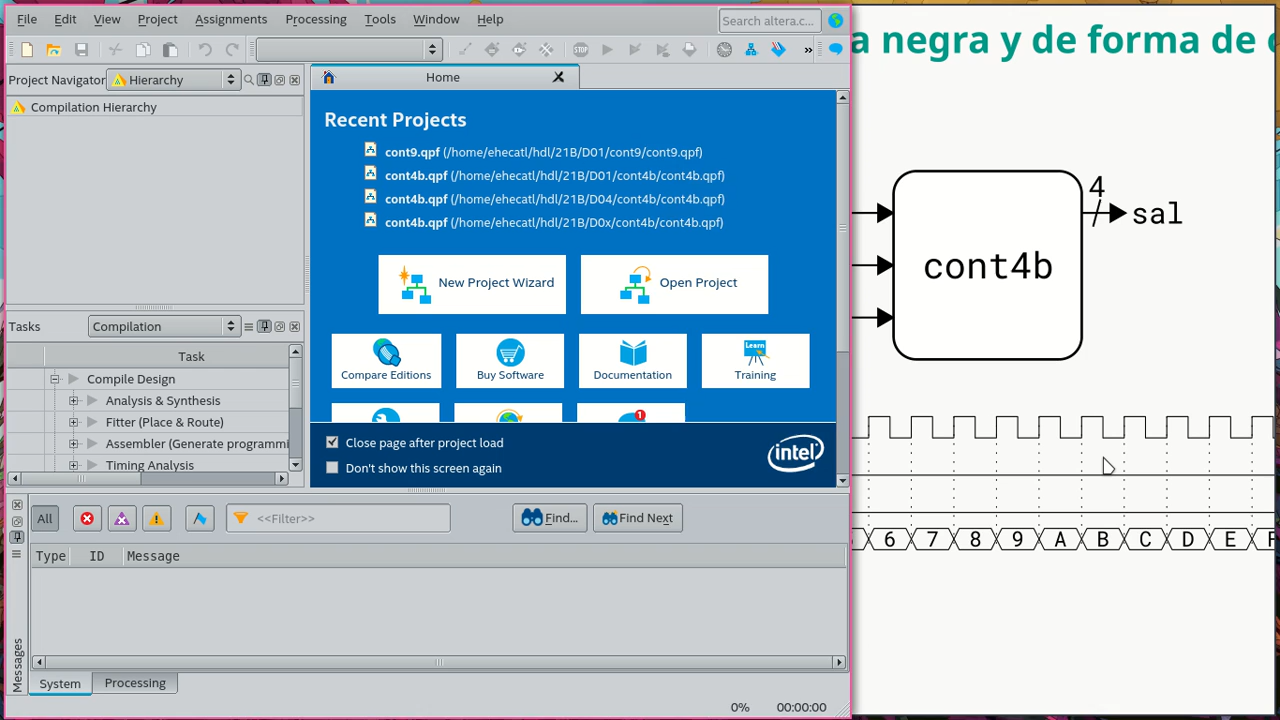 File Edit View Project Assignments Processing Tools Window Help
Search altera.c...
a negra y de forma de
Project Navigator Hierarchy
Home
Compilation Hierarchy
Recent Projects
cont9.qpf (/home/ehecatl/hdl/21B/D01/cont9/cont9.qpf)
cont4b.qpf (/home/ehecatl/hdl/21B/D01/cont4b/cont4b.qpf)
cont4b.qpf (/home/ehecatl/hdl/21B/D04/cont4b/cont4b.qpf)
cont4b.qpf (/home/ehecatl/hdl/21B/D0x/cont4b/cont4b.qpf)
New Project Wizard
Open Project
Compare Editions
Buy Software
Documentation
Learn
Training
1
Close page after project load
Don't show this screen again
intel
Tasks Compilation
Task
Compile Design
Analysis & Synthesis
Fitter (Place & Route)
Assembler (Generate programmi
Timing Analysis
4
sal
cont4b
6 7 8 9 A B C D E
All
<<Filter>>
Find...
Find Next
Type ID Message
Messages
System Processing
0% 00:00:00